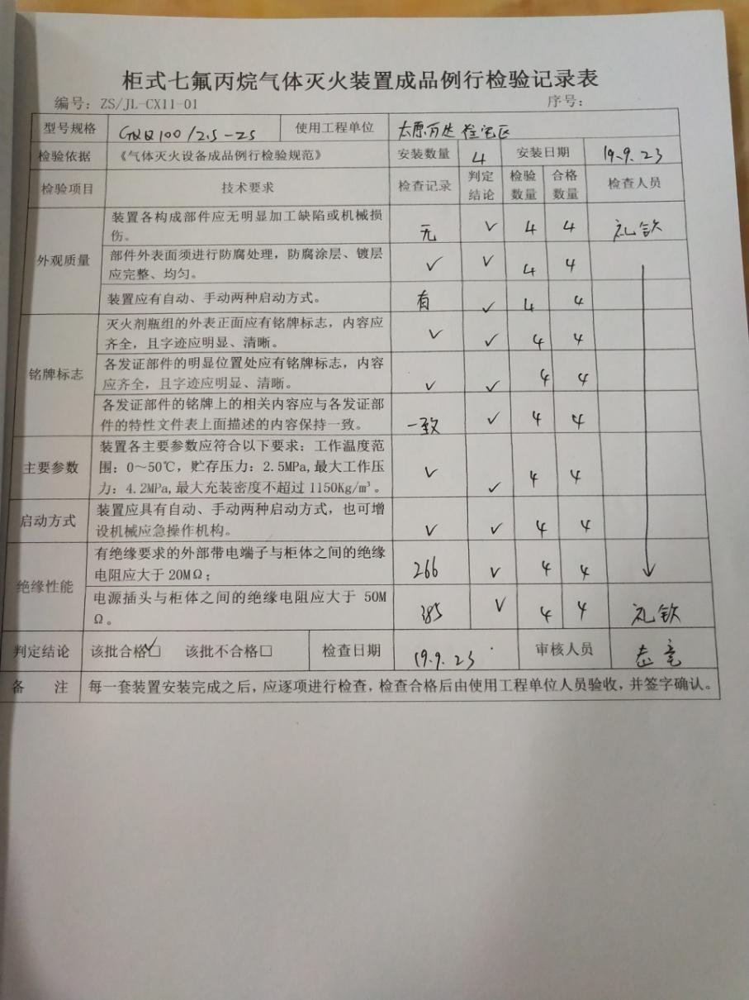 柜式七氟丙烷气体灭火装置成品例行检验记录表
编号：ZS/JL-CX11-01 序号：
型号规格 GQQ100/2.5-ZS 使用工程单位 太原万达 住宅区
检验依据 《气体灭火设备成品例行检验规范》 安装数量 4 安装日期 19.9.23
检验项目 技术要求 检查记录 判定结论 检验数量 合格数量 检查人员
外观质量
装置各构成部件应无明显加工缺陷或机械损
伤。 无 √ 4 4
部件外表面须进行防腐处理，防腐涂层、镀层
应完整、均匀。 √ √ 4 4
装置应有自动、手动两种启动方式。 有 √ 4 4
铭牌标志
灭火剂瓶组的外表正面应有铭牌标志，内容应
齐全，且字迹应明显、清晰。 √ √ 4 4
各发证部件的明显位置处应有铭牌标志，内容
应齐全，且字迹应明显、清晰。 √ √ 4 4
各发证部件的铭牌上的相关内容应与各发证部
件的特性文件表上面描述的内容保持一致。 一致 √ 4 4
主要参数
装置各主要参数应符合以下要求：工作温度范
围：0～50℃，贮存压力：2.5MPa,最大工作压
力：4.2MPa,最大充装密度不超过1150Kg/m³。 √ √ 4 4
启动方式
装置应具有自动、手动两种启动方式，也可增
设机械应急操作机构。 √ √ 4 4
绝缘性能
有绝缘要求的外部带电端子与柜体之间的绝缘
电阻应大于20MΩ； 266 √ 4 4
电源插头与柜体之间的绝缘电阻应大于 50M
Ω。 385 √ 4 4
判定结论 该批合格☑ 该批不合格□ 检查日期 19.9.23 审核人员
备 注 每一套装置安装完成之后，应逐项进行检查，检查合格后由使用工程单位人员验收，并签字确认。